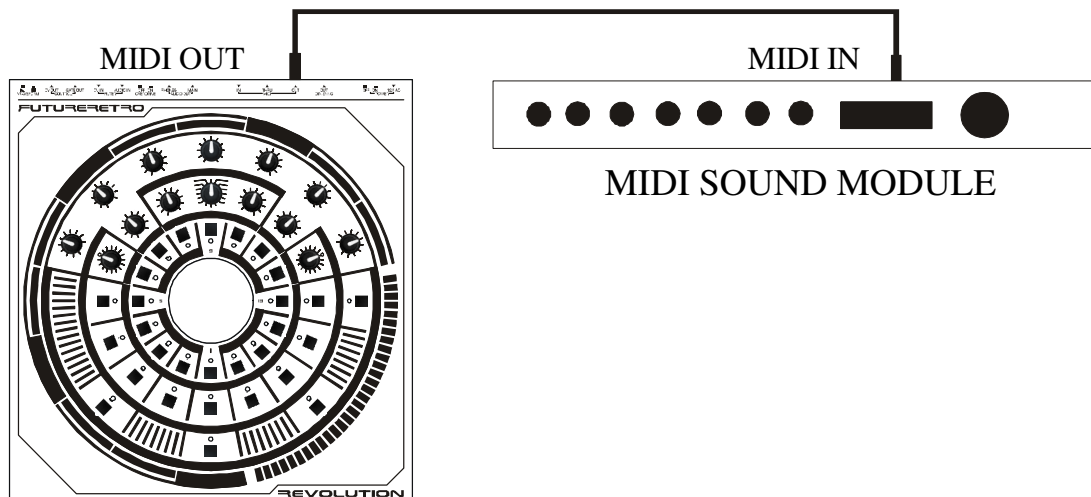 MIDI OUT
MIDI IN
FUTURERETRO
MIDI SOUND MODULE
REVOLUTION